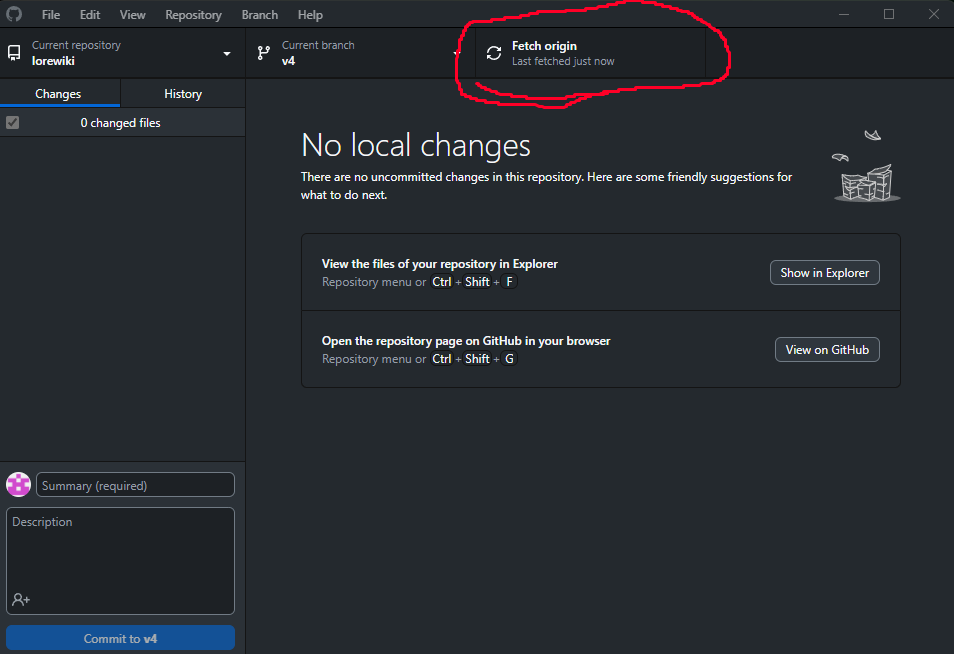 File Edit View Repository Branch Help
Current repository
lorewiki
Current branch
v4
Fetch origin
Last fetched just now
Changes History
0 changed files
No local changes
There are no uncommitted changes in this repository. Here are some friendly suggestions for
what to do next.
View the files of your repository in Explorer
Repository menu or Ctrl + Shift + F
Show in Explorer
Open the repository page on GitHub in your browser
Repository menu or Ctrl + Shift + G
View on GitHub
Summary (required)
Description
Commit to v4